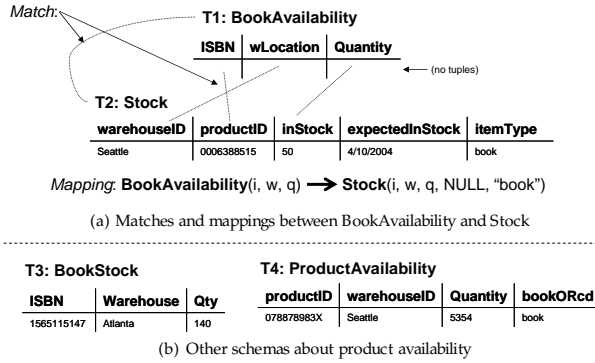 Match:
T1: BookAvailability
ISBN wLocation Quantity
(no tuples)
T2: Stock
warehouseID productID inStock expectedInStock itemType
Seattle 0006388515 50 4/10/2004 book
Mapping: BookAvailability(i, w, q) → Stock(i, w, q, NULL, “book”)
(a) Matches and mappings between BookAvailability and Stock
T3: BookStock
ISBN Warehouse Qty
1565115147 Atlanta 140
T4: ProductAvailability
productID warehouseID Quantity bookORcd
078878983X Seattle 5354 book
(b) Other schemas about product availability